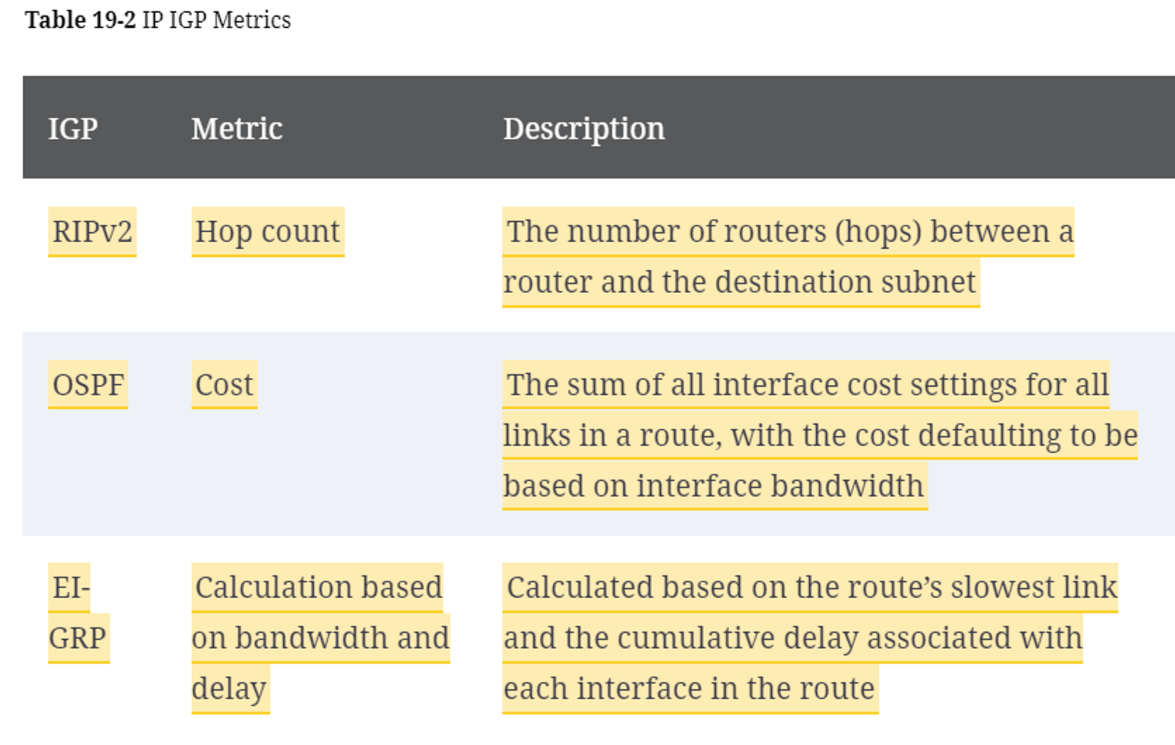 Table 19-2 IP IGP Metrics
IGP Metric Description
RIPv2 Hop count The number of routers (hops) between a
router and the destination subnet
OSPF Cost The sum of all interface cost settings for all
links in a route, with the cost defaulting to be
based on interface bandwidth
EI- Calculation based Calculated based on the route’s slowest link
GRP on bandwidth and and the cumulative delay associated with
delay each interface in the route